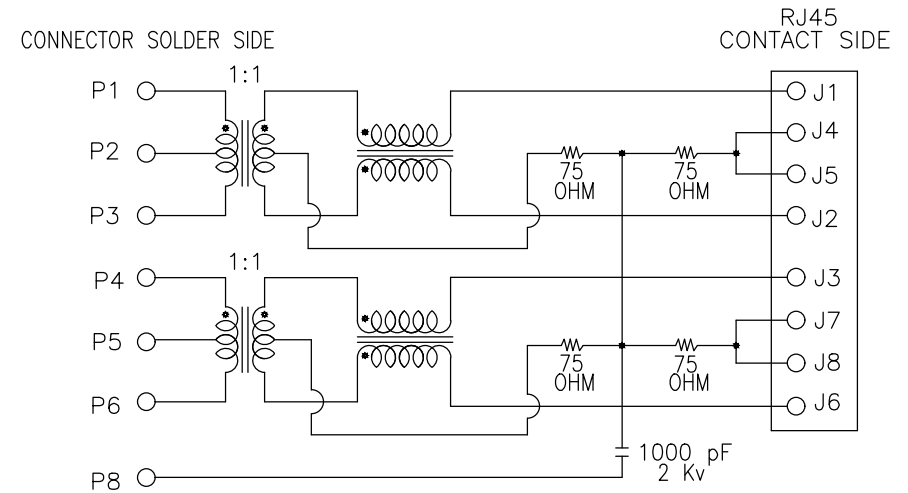 RJ45
CONNECTOR SOLDER SIDE
CONTACT SIDE
1:1
P1
J1
J4
P2
75
OHM
75
OHM
J5
P3
J2
1:1
P4
J3
J7
P5
75
OHM
75
OHM
J8
P6
J6
1000 pF
2 Kv
P8